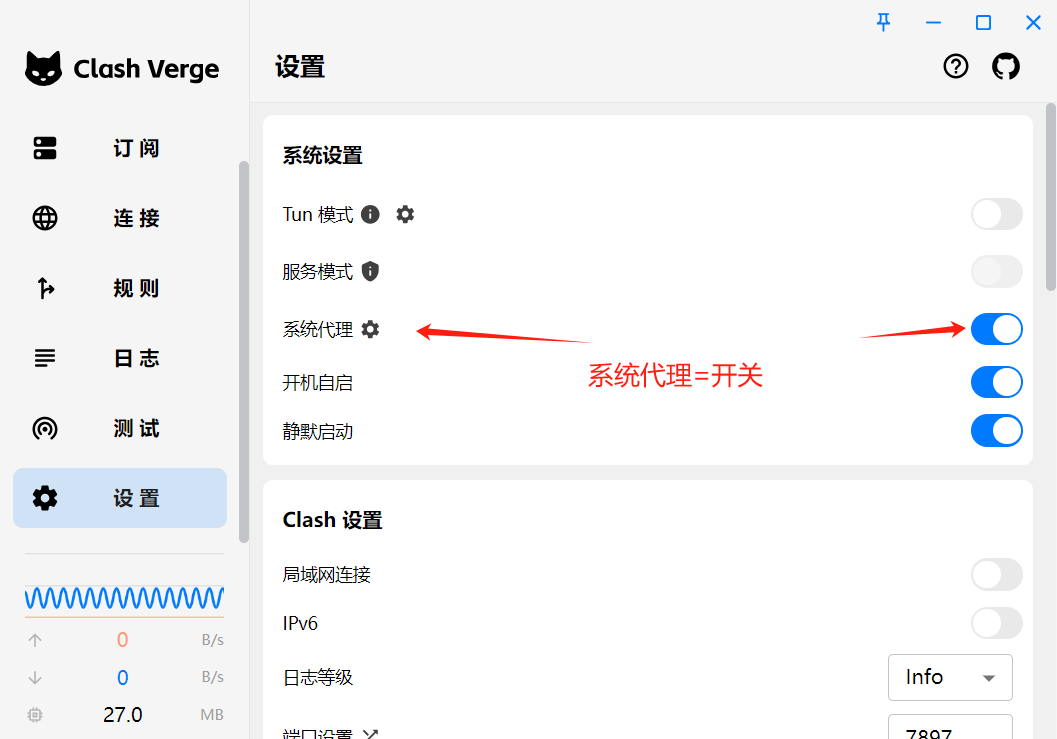 Clash Verge
订 阅
连 接
规 则
日 志
测 试
设 置
0 B/s
0 B/s
27.0 MB
设置
系统设置
Tun 模式
服务模式
系统代理
系统代理=开关
开机自启
静默启动
Clash 设置
局域网连接
IPv6
日志等级 Info
端口设置 7897